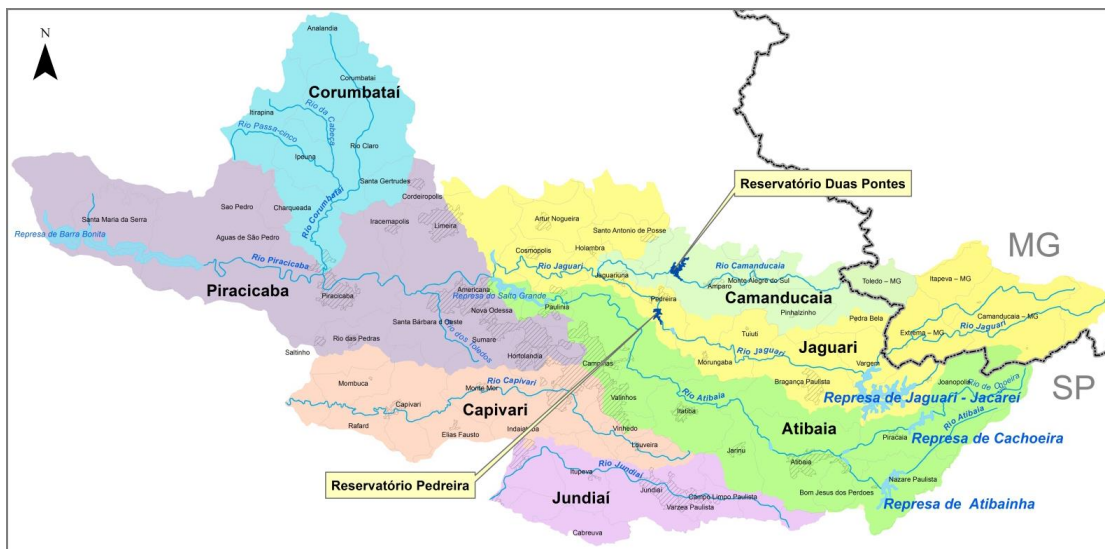 N
Analandia
Corumbataí
Corumbataí
Rio da Cabeça
Itirapina
Rio Passa-cinco
Rio Claro
Ipeuna
Santa Gertrudes
Rio Corumbataí
Charqueada
Cordeiropolis
Sao Pedro
Santa Maria da Serra
Iracemapolis
Limeira
Aguas de São Pedro
Represa de Barra Bonita
Rio Piracicaba
Piracicaba
Piracicaba
Americana
Nova Odessa
Santa Bárbara d Oeste
Rio dos Toledos
Rio das Pedras
Sumare
Hortolandia
Saltinho
Reservatório Duas Pontes
Artur Nogueira
Santo Antonio de Posse
Cosmopolis
Holambra
Rio Jaguari
Jaguariuna
Rio Camanducaia
Monte Alegre do Sul
Amparo
Camanducaia
Pinhalzinho
Toledo – MG
MG
Itapeva – MG
Camanducaia – MG
Extrema – MG
Rio Jaguari
Represa do Salto Grande
Paulinia
Pedreira
Pedra Bela
Tuiuti
Jaguari
Rio jaguari
Morungaba
Vargem
Bragança Paulista
Joanopolis
SP
Represa de Jaguari - Jacareí
Campinas
Rio Atibaia
Valinhos
Itatiba
Atibaia
Rio Atibaia
Piracaia
Represa de Cachoeira
Mombuca
Rio Capívari
Monte Mor
Capivari
Capivari
Rafard
Elias Fausto
Indaiatuba
Vinhedo
Louveira
Jarinu
Atibaia
Nazare Paulista
Bom Jesus dos Perdoes
Represa de Atibainha
Reservatório Pedreira
Rio Jundiaí
Itupeva
Jundiaí
Jundiaí
Campo Limpo Paulista
Varzea Paulista
Cabreuva